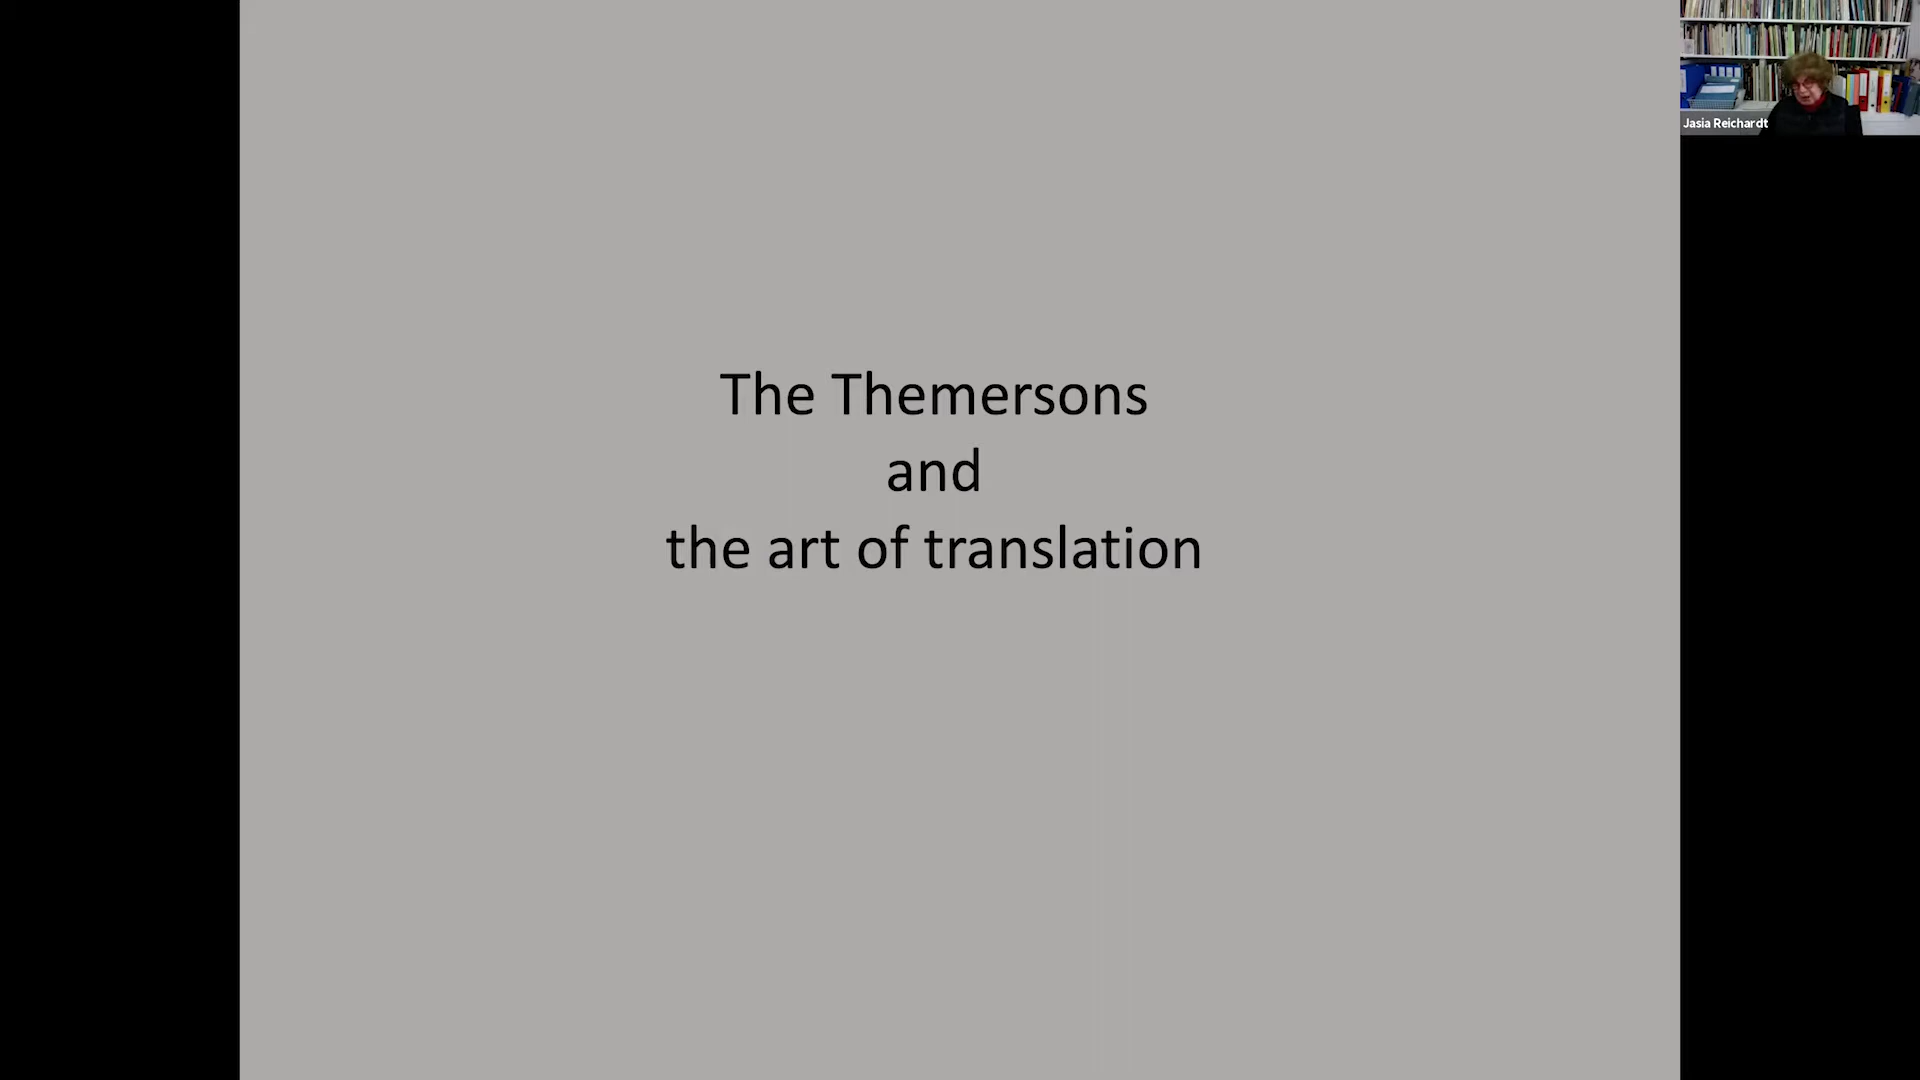 The Themersons
and
the art of translation
Jasia Reichardt